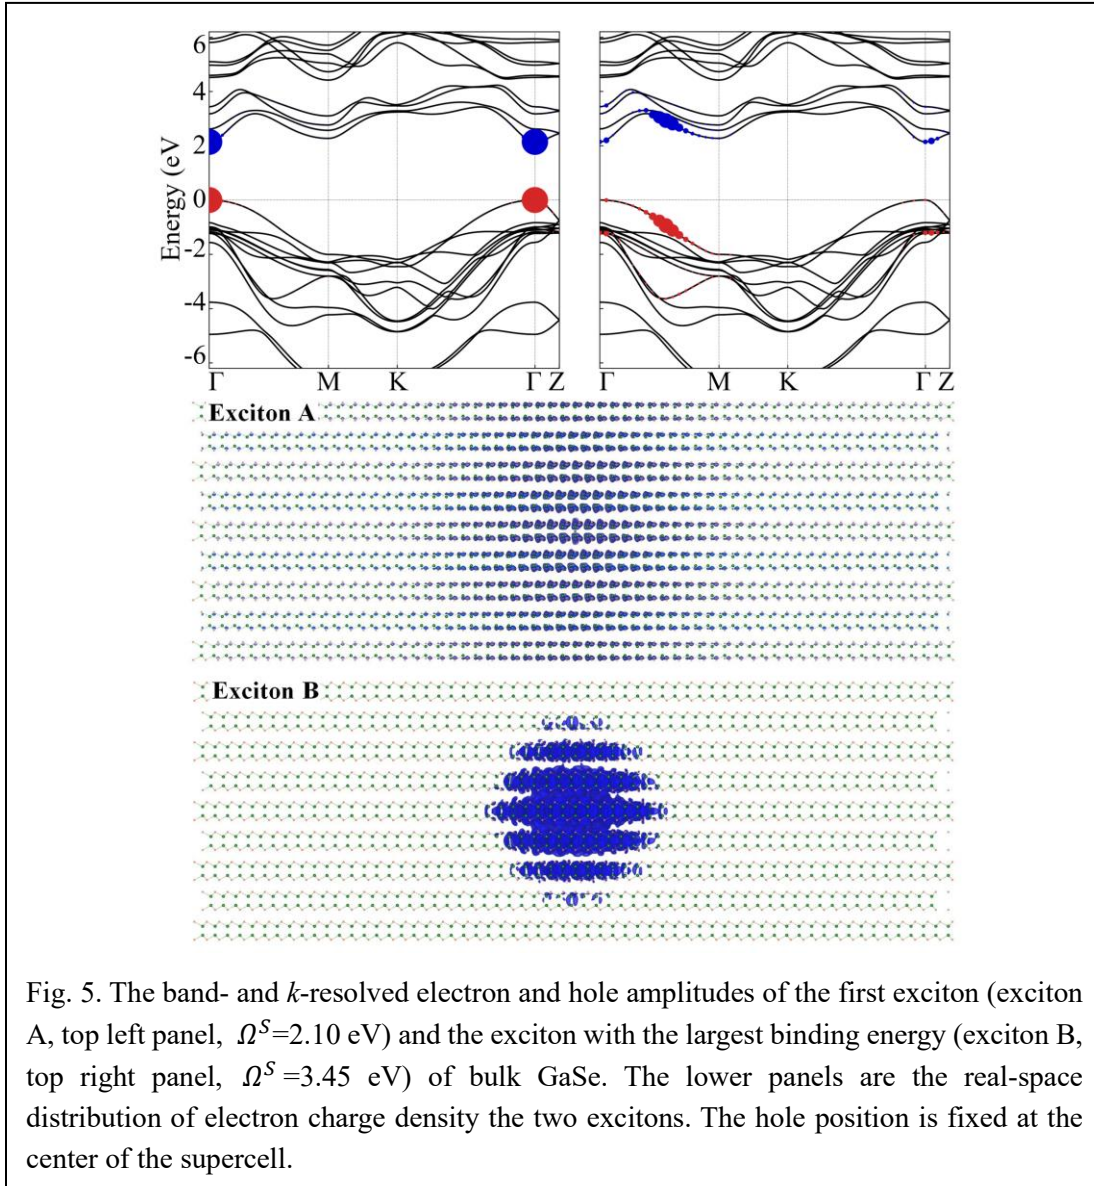 6
4
2
0
-2
-4
-6
Energy (eV
Γ M K Γ Z
Γ M K Γ Z
Exciton A
Exciton B
Fig. 5. The band- and k-resolved electron and hole amplitudes of the first exciton (exciton
A, top left panel, Ω^S=2.10 eV) and the exciton with the largest binding energy (exciton B,
top right panel, Ω^S =3.45 eV) of bulk GaSe. The lower panels are the real-space
distribution of electron charge density the two excitons. The hole position is fixed at the
center of the supercell.